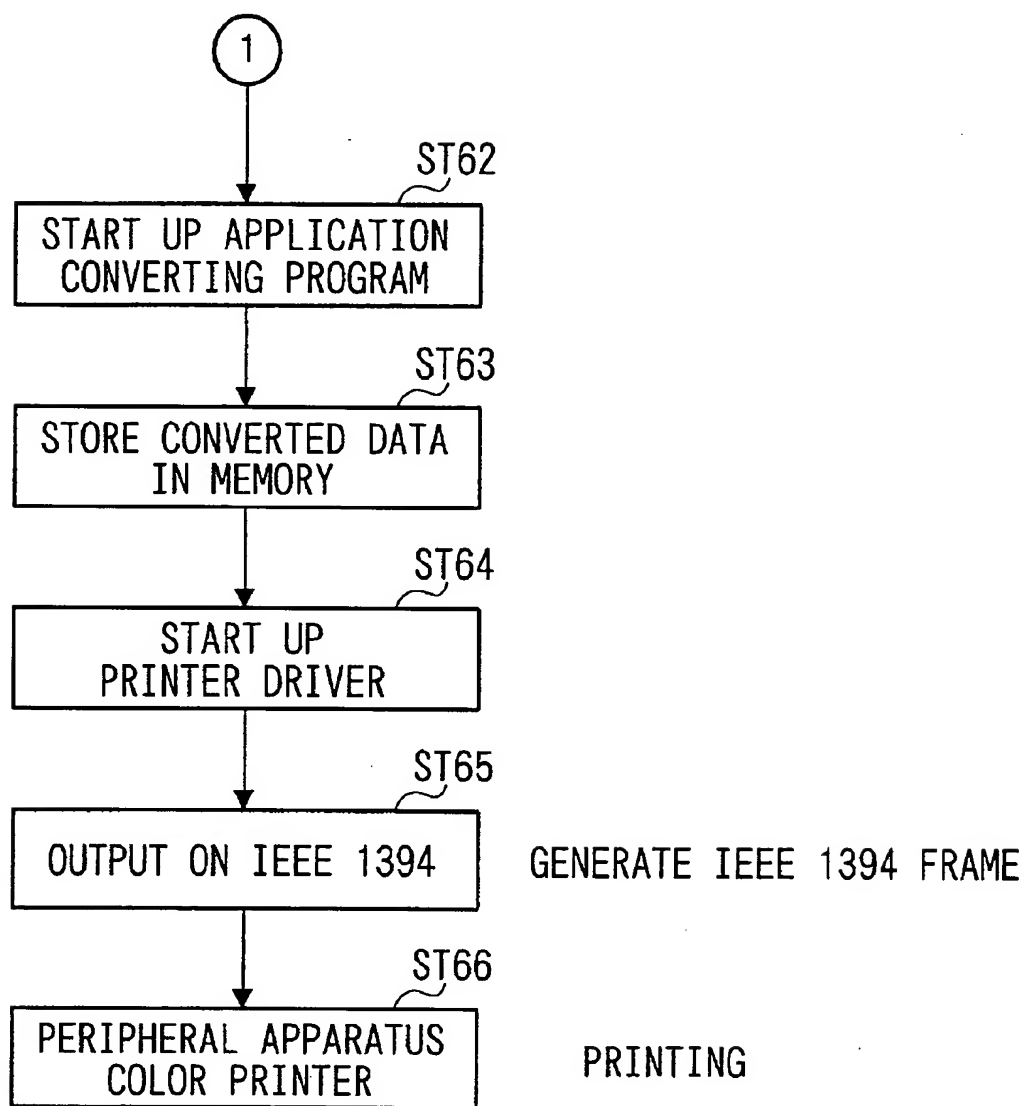 1
ST62
START UP APPLICATION
CONVERTING PROGRAM
ST63
STORE CONVERTED DATA
IN MEMORY
ST64
START UP
PRINTER DRIVER
ST65
OUTPUT ON IEEE 1394
GENERATE IEEE 1394 FRAME
ST66
PERIPHERAL APPARATUS
COLOR PRINTER
PRINTING